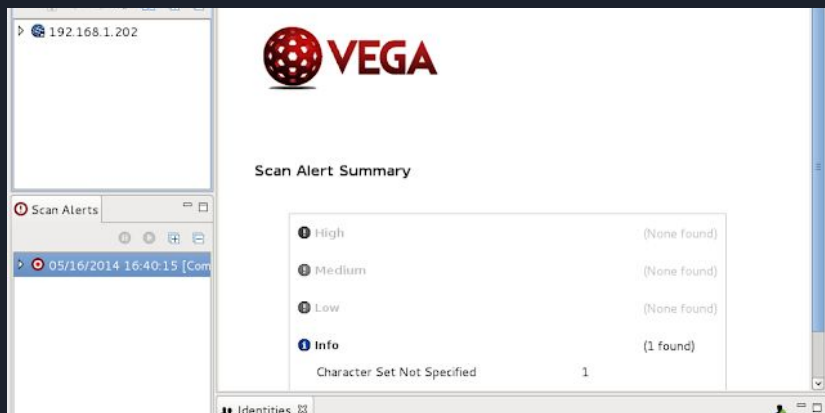 192.168.1.202
VEGA
Scan Alert Summary
Scan Alerts
05/16/2014 16:40:15 [Com
High (None found)
Medium (None found)
Low (None found)
Info (1 found)
Character Set Not Specified 1
Identities